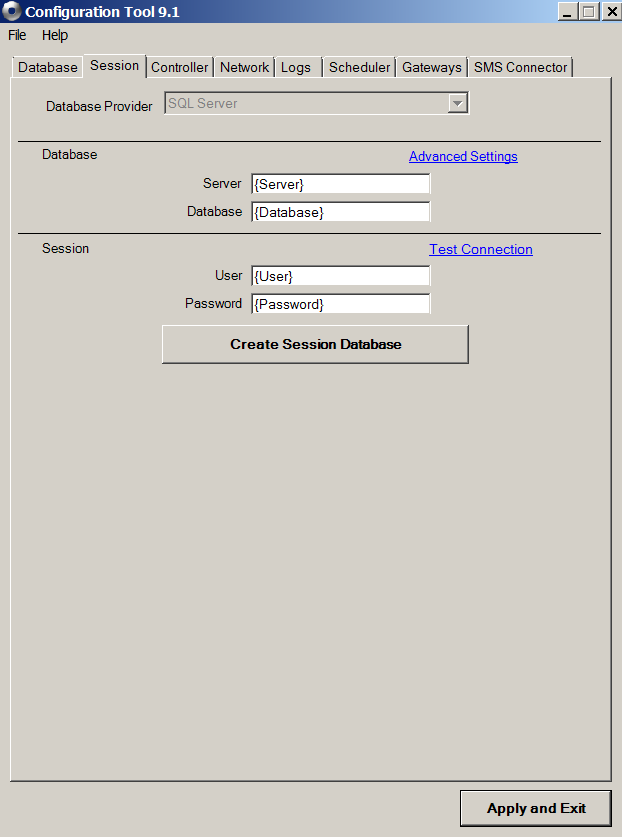 Configuration Tool 9.1
File Help
Database Session Controller Network Logs Scheduler Gateways SMS Connector
Database Provider SQL Server
Database Advanced Settings
Server {Server}
Database {Database}
Session Test Connection
User {User}
Password {Password}
Create Session Database
Apply and Exit